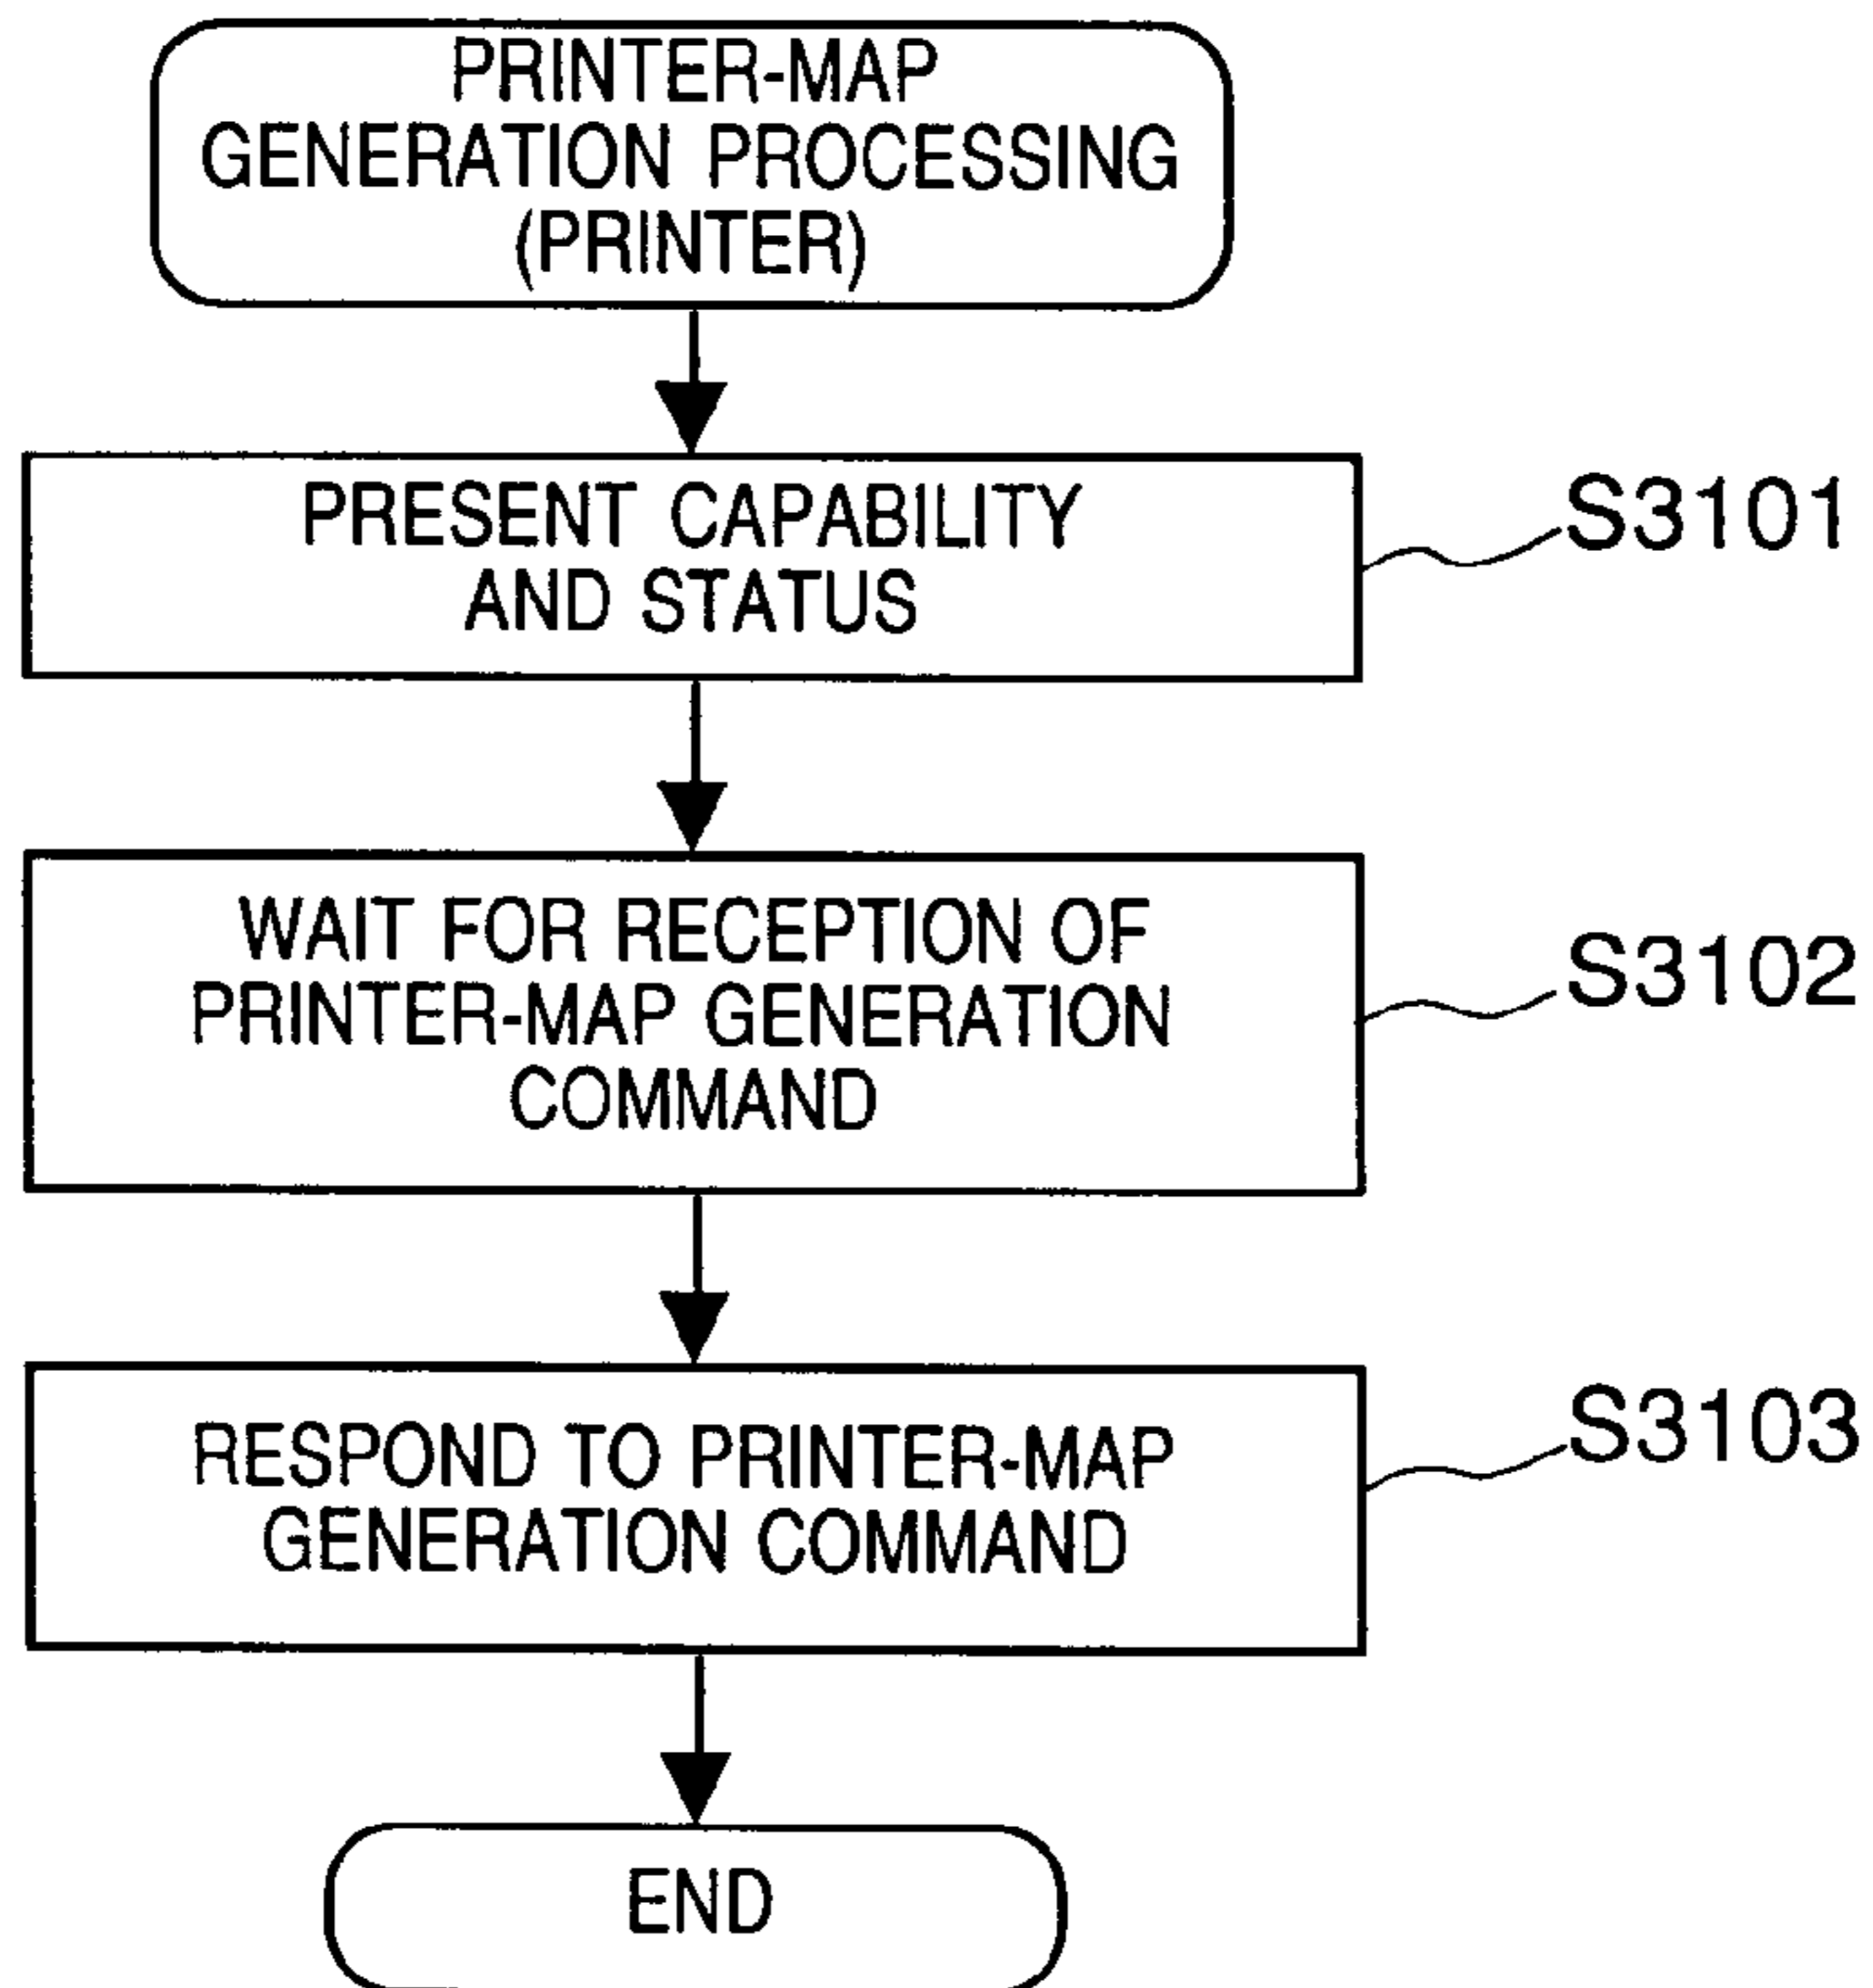 PRINTER-MAP
GENERATION PROCESSING
(PRINTER)
PRESENT CAPABILITY
AND STATUS
S3101
WAIT FOR RECEPTION OF
PRINTER-MAP GENERATION
COMMAND
S3102
RESPOND TO PRINTER-MAP
GENERATION COMMAND
S3103
END